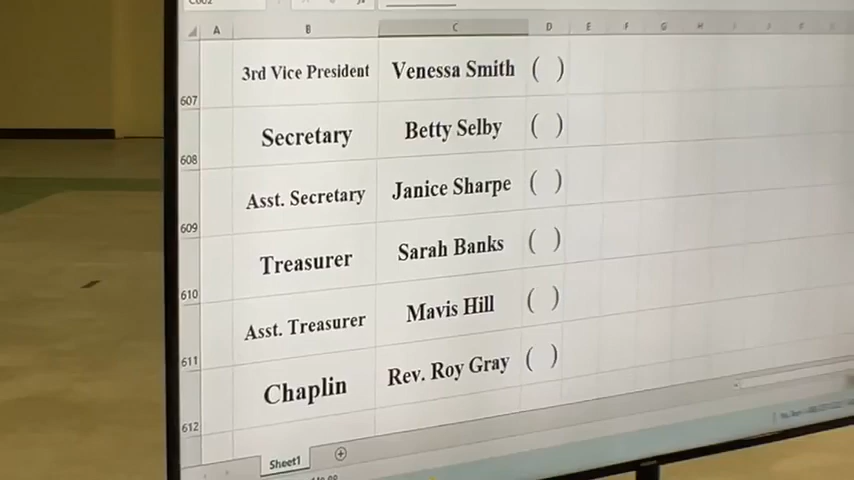 A B C D E F G H
3rd Vice President Venessa Smith ( )
607
Secretary Betty Selby ( )
608
Asst. Secretary Janice Sharpe ( )
609
Treasurer Sarah Banks ( )
610
Asst. Treasurer Mavis Hill ( )
611
Chaplin Rev. Roy Gray ( )
612
Sheet1